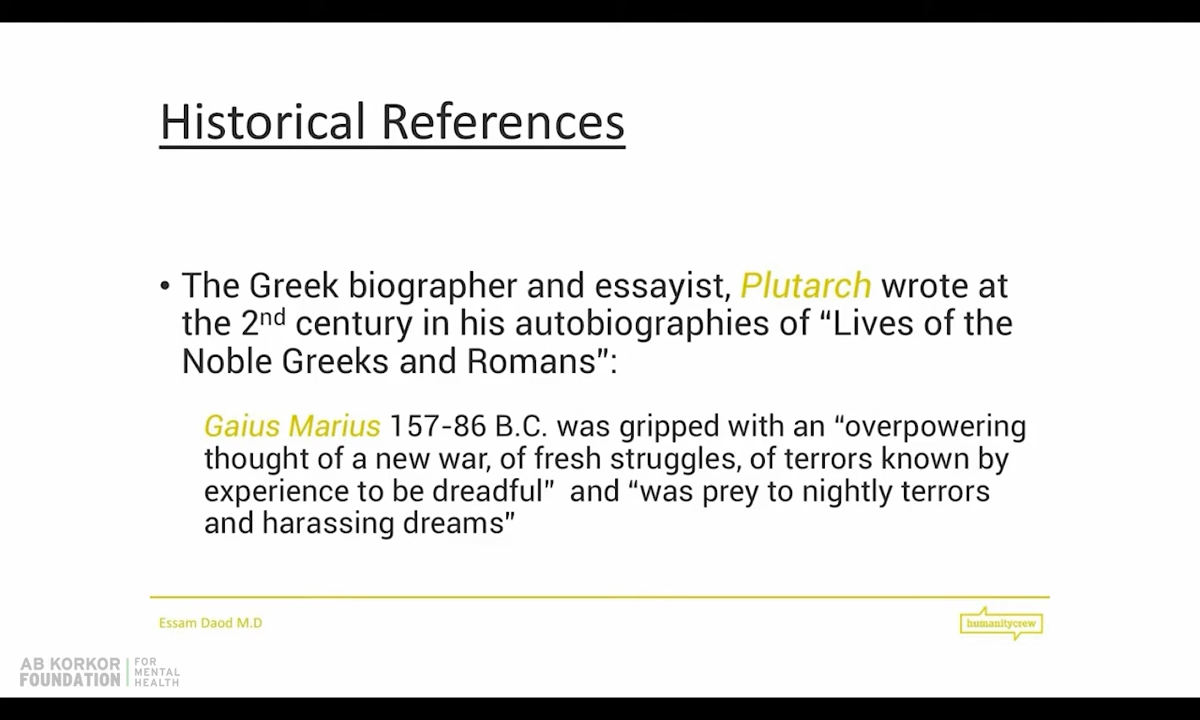 Historical References
• The Greek biographer and essayist, Plutarch wrote at
the 2nd century in his autobiographies of “Lives of the
Noble Greeks and Romans”:
Gaius Marius 157-86 B.C. was gripped with an “overpowering
thought of a new war, of fresh struggles, of terrors known by
experience to be dreadful” and “was prey to nightly terrors
and harassing dreams”
Essam Daod M.D
humanitycrew
AB KORKOR
FOUNDATION
FOR
MENTAL
HEALTH